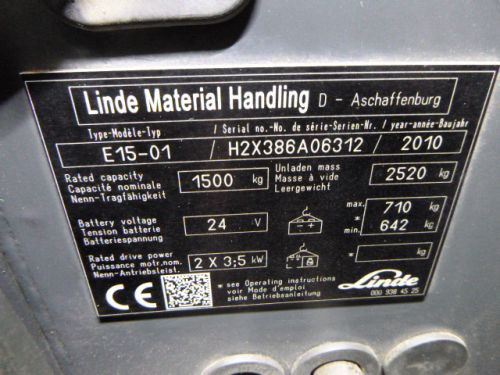 Linde Material Handling D - Aschaffenburg
Type-Modèle-Typ / Serial no.-No. de série-Serien-Nr. / year-année-Baujahr
E15-01 / H2X386A06312 / 2010
Rated capacity
Capacité nominale
Nenn-Tragfähigkeit
1500 kg
Unladen mass
Masse à vide
Leergewicht
2520 kg
Battery voltage
Tension batterie
Batteriespannung
24 V
- +
max. 710 kg
*
min. 642 kg
Rated drive power
Puissance motr.nom.
Nenn-Antriebsleist.
2 X 3,5 kW
* kg
CE
* see Operating instructions
voir Mode d'emploi
siehe Betriebsanleitung
Linde
000 938 45 25